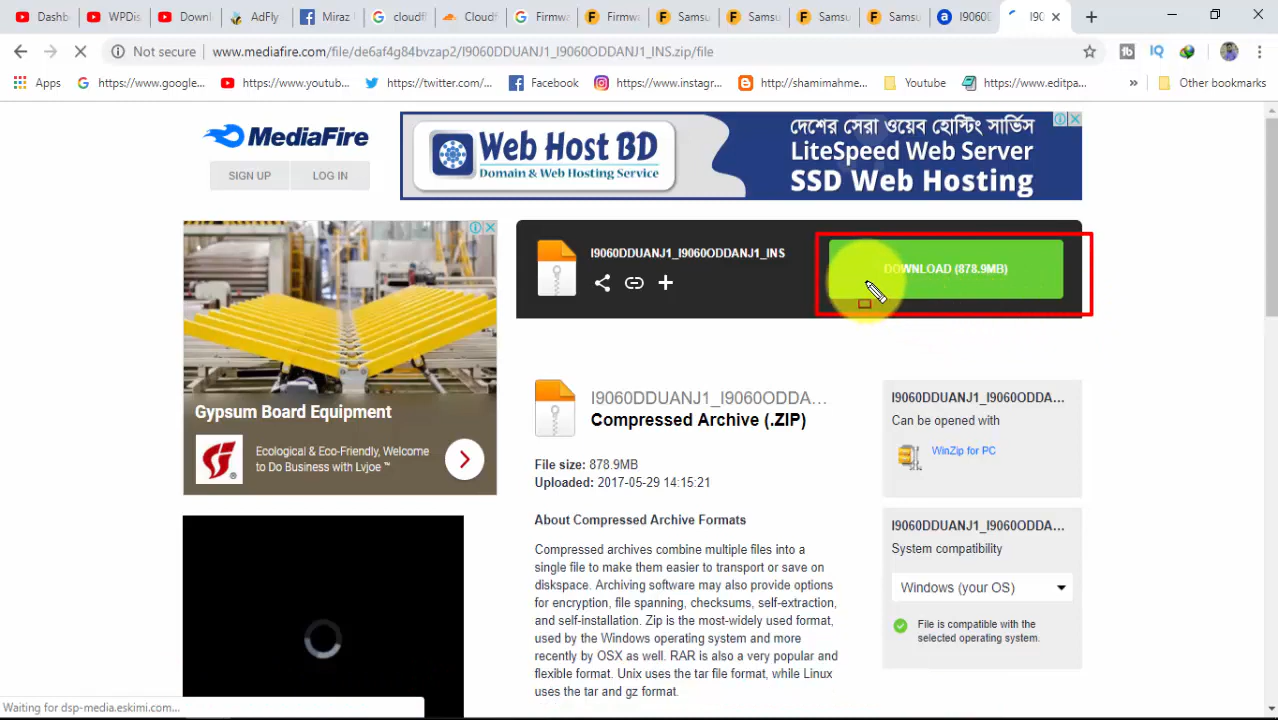 Dashb
WPDis
Downl
AdFly
Miraz
cloudf
Cloudf
Firmwa
Firmw
Samsu
Samsu
Samsu
Samsu
I9060
I90
Not secure
www.mediafire.com/file/de6af4g84bvzap2/I9060DDUANJ1_I9060ODDANJ1_INS.zip/file
Apps
https://www.google...
https://www.youtub...
https://twitter.com/...
Facebook
https://www.instagr...
http://shamimahme...
Youtube
https://www.editpa...
»
Other bookmarks
MediaFire
SIGN UP
LOG IN
Web Host BD
Domain & Web Hosting Service
দেশের সেরা ওয়েব হোস্টিং সার্ভিস
LiteSpeed Web Server
SSD Web Hosting
I9060DDUANJ1_I9060ODDANJ1_INS
DOWNLOAD (878.9MB)
Gypsum Board Equipment
Ecological & Eco-Friendly, Welcome
to Do Business with Lvjoe ™
I9060DDUANJ1_I9060ODDA...
Compressed Archive (.ZIP)
File size: 878.9MB
Uploaded: 2017-05-29 14:15:21
About Compressed Archive Formats
Compressed archives combine multiple files into a
single file to make them easier to transport or save on
diskspace. Archiving software may also provide options
for encryption, file spanning, checksums, self-extraction,
and self-installation. Zip is the most-widely used format,
used by the Windows operating system and more
recently by OSX as well. RAR is also a very popular and
flexible format. Unix uses the tar file format, while Linux
uses the tar and gz format.
I9060DDUANJ1_I9060ODDA...
Can be opened with
WinZip for PC
I9060DDUANJ1_I9060ODDA...
System compatibility
Windows (your OS)
File is compatible with the
selected operating system.
Waiting for dsp-media.eskimi.com...